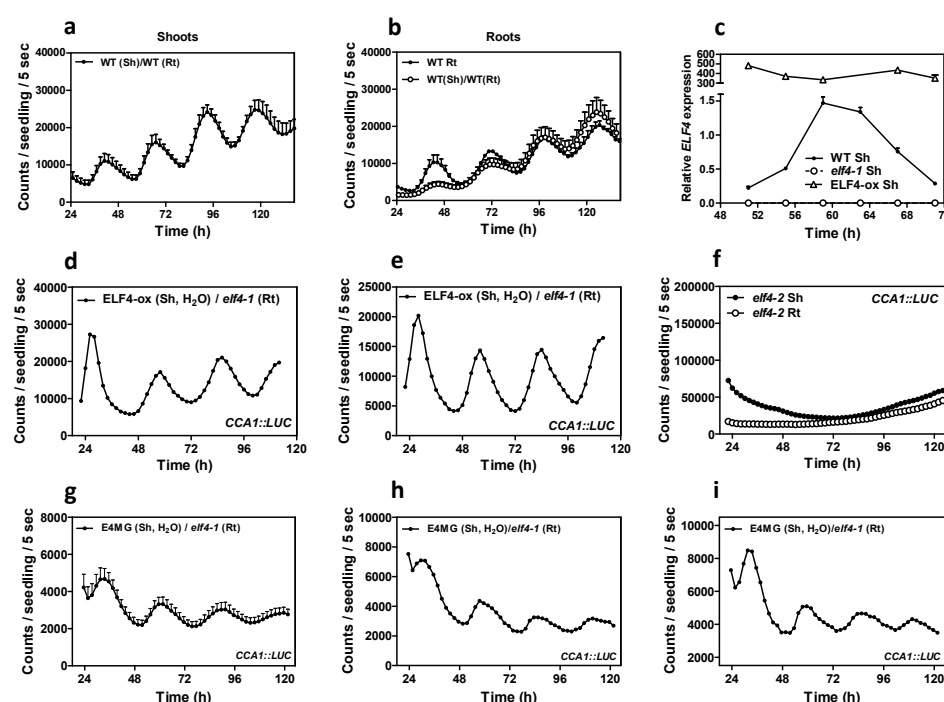 a
Shoots
Counts / seedling / 5 sec
40000
30000
20000
10000
0
WT (Sh)/WT (Rt)
24 48 72 96 120
Time (h)
b
Roots
Counts / seedling / 5 sec
40000
30000
20000
10000
0
WT Rt
WT(Sh)/WT(Rt)
24 48 72 96 120
Time (h)
c
Relative ELF4 expression
600
500
400
300
1.5
1.0
0.5
0.0
WT Sh
elf4-1 Sh
ELF4-ox Sh
48 52 56 60 64 68 7
Time (h)
d
Counts / seedling / 5 sec
40000
30000
20000
10000
0
ELF4-ox (Sh, H2O) / elf4-1 (Rt)
CCA1::LUC
24 48 72 96 120
Time (h)
e
Counts / seedling / 5 sec
25000
20000
15000
10000
5000
0
ELF4-ox (Sh, H2O) / elf4-1 (Rt)
CCA1::LUC
24 48 72 96 120
Time (h)
f
Counts / seedling / 5 sec
200000
150000
100000
50000
0
elf4-2 Sh
elf4-2 Rt
CCA1::LUC
24 48 72 96 120
Time (h)
g
Counts / seedling / 5 sec
8000
6000
4000
2000
0
E4MG (Sh, H2O) / elf4-1 (Rt)
CCA1::LUC
24 48 72 96 120
Time (h)
h
Counts / seedling / 5 sec
10000
8000
6000
4000
2000
0
E4MG (Sh, H2O)/elf4-1 (Rt)
CCA1::LUC
24 48 72 96 120
Time (h)
i
Counts / seedling / 5 sec
10000
8000
6000
4000
2000
E4MG (Sh, H2O)/elf4-1 (Rt)
CCA1::LUC
24 48 72 96 120
Time (h)